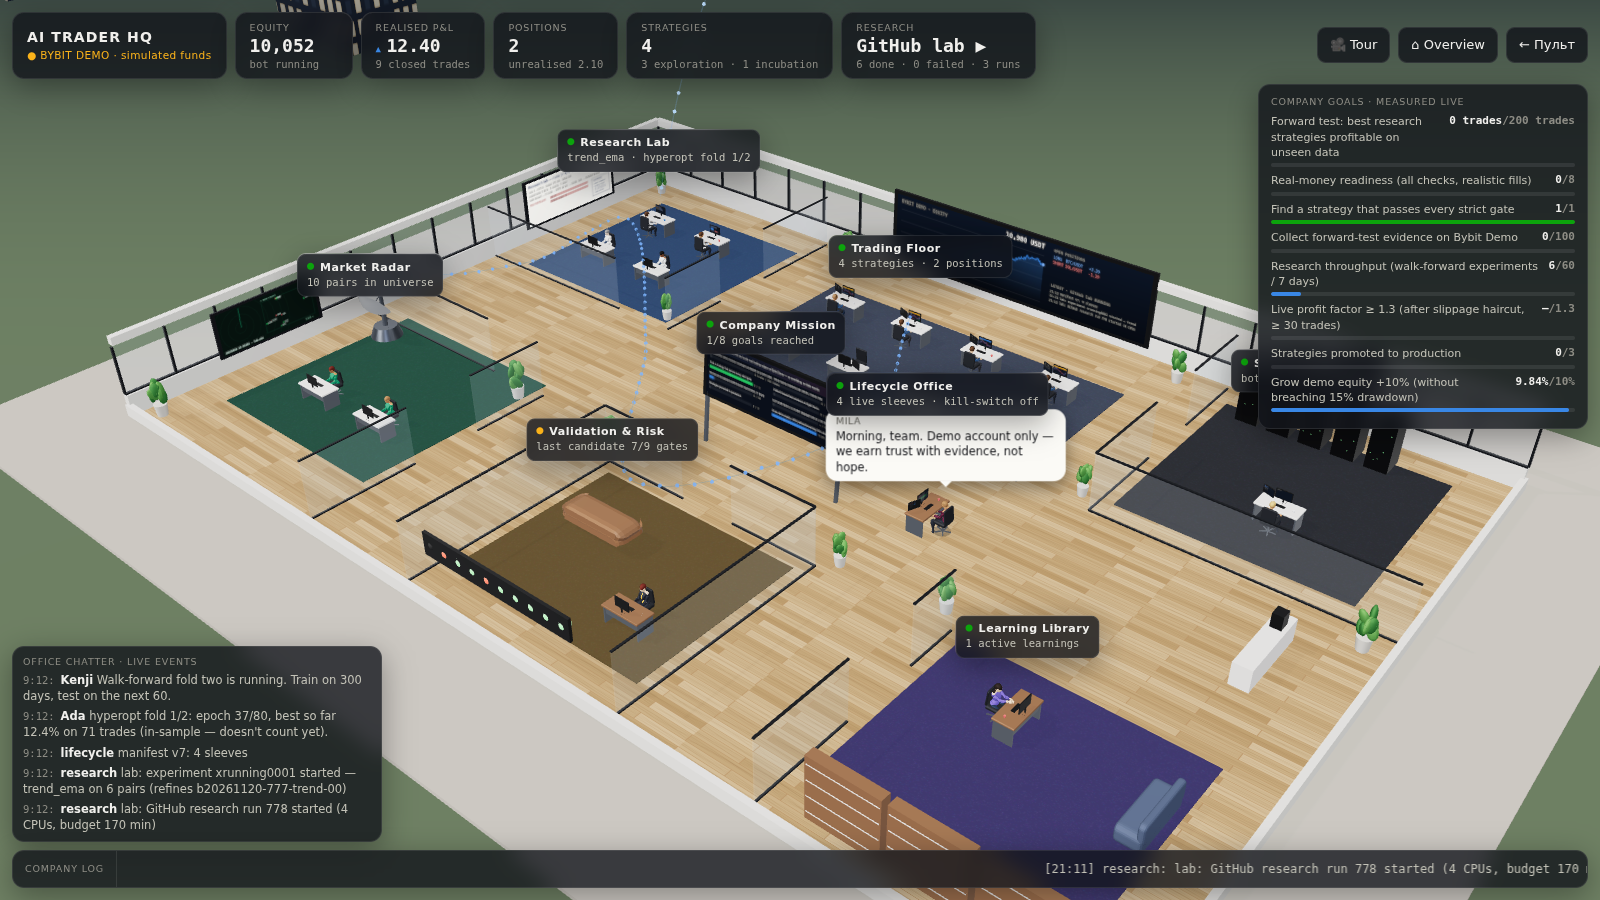 AI TRADER HQ
● BYBIT DEMO · simulated funds
EQUITY
10,052
bot running
REALISED P&L
▲ 12.40
9 closed trades
POSITIONS
2
unrealised 2.10
STRATEGIES
4
3 exploration · 1 incubation
RESEARCH
GitHub lab ▶
6 done · 0 failed · 3 runs
🎥 Tour
⌂ Overview
← Пульт
COMPANY GOALS · MEASURED LIVE
Forward test: best research 0 trades/200 trades
strategies profitable on
unseen data
Real-money readiness (all checks, realistic fills) 0/8
Find a strategy that passes every strict gate 1/1
Collect forward-test evidence on Bybit Demo 0/100
Research throughput (walk-forward experiments 6/60
/ 7 days)
Live profit factor ≥ 1.3 (after slippage haircut, —/1.3
≥ 30 trades)
Strategies promoted to production 0/3
Grow demo equity +10% (without 9.84%/10%
breaching 15% drawdown)
Research Lab
trend_ema · hyperopt fold 1/2
Trading Floor
4 strategies · 2 positions
Market Radar
10 pairs in universe
Company Mission
1/8 goals reached
Lifecycle Office
4 live sleeves · kill-switch off
MILA
Morning, team. Demo account only —
we earn trust with evidence, not
hope.
Validation & Risk
last candidate 7/9 gates
bot
Learning Library
1 active learnings
OFFICE CHATTER · LIVE EVENTS
9:12: Kenji Walk-forward fold two is running. Train on 300
days, test on the next 60.
9:12: Ada hyperopt fold 1/2: epoch 37/80, best so far
12.4% on 71 trades (in-sample — doesn't count yet).
9:12: lifecycle manifest v7: 4 sleeves
9:12: research lab: experiment xrunning0001 started —
trend_ema on 6 pairs (refines b20261120-777-trend-00)
9:12: research lab: GitHub research run 778 started (4
CPUs, budget 170 min)
COMPANY LOG
[21:11] research: lab: GitHub research run 778 started (4 CPUs, budget 170